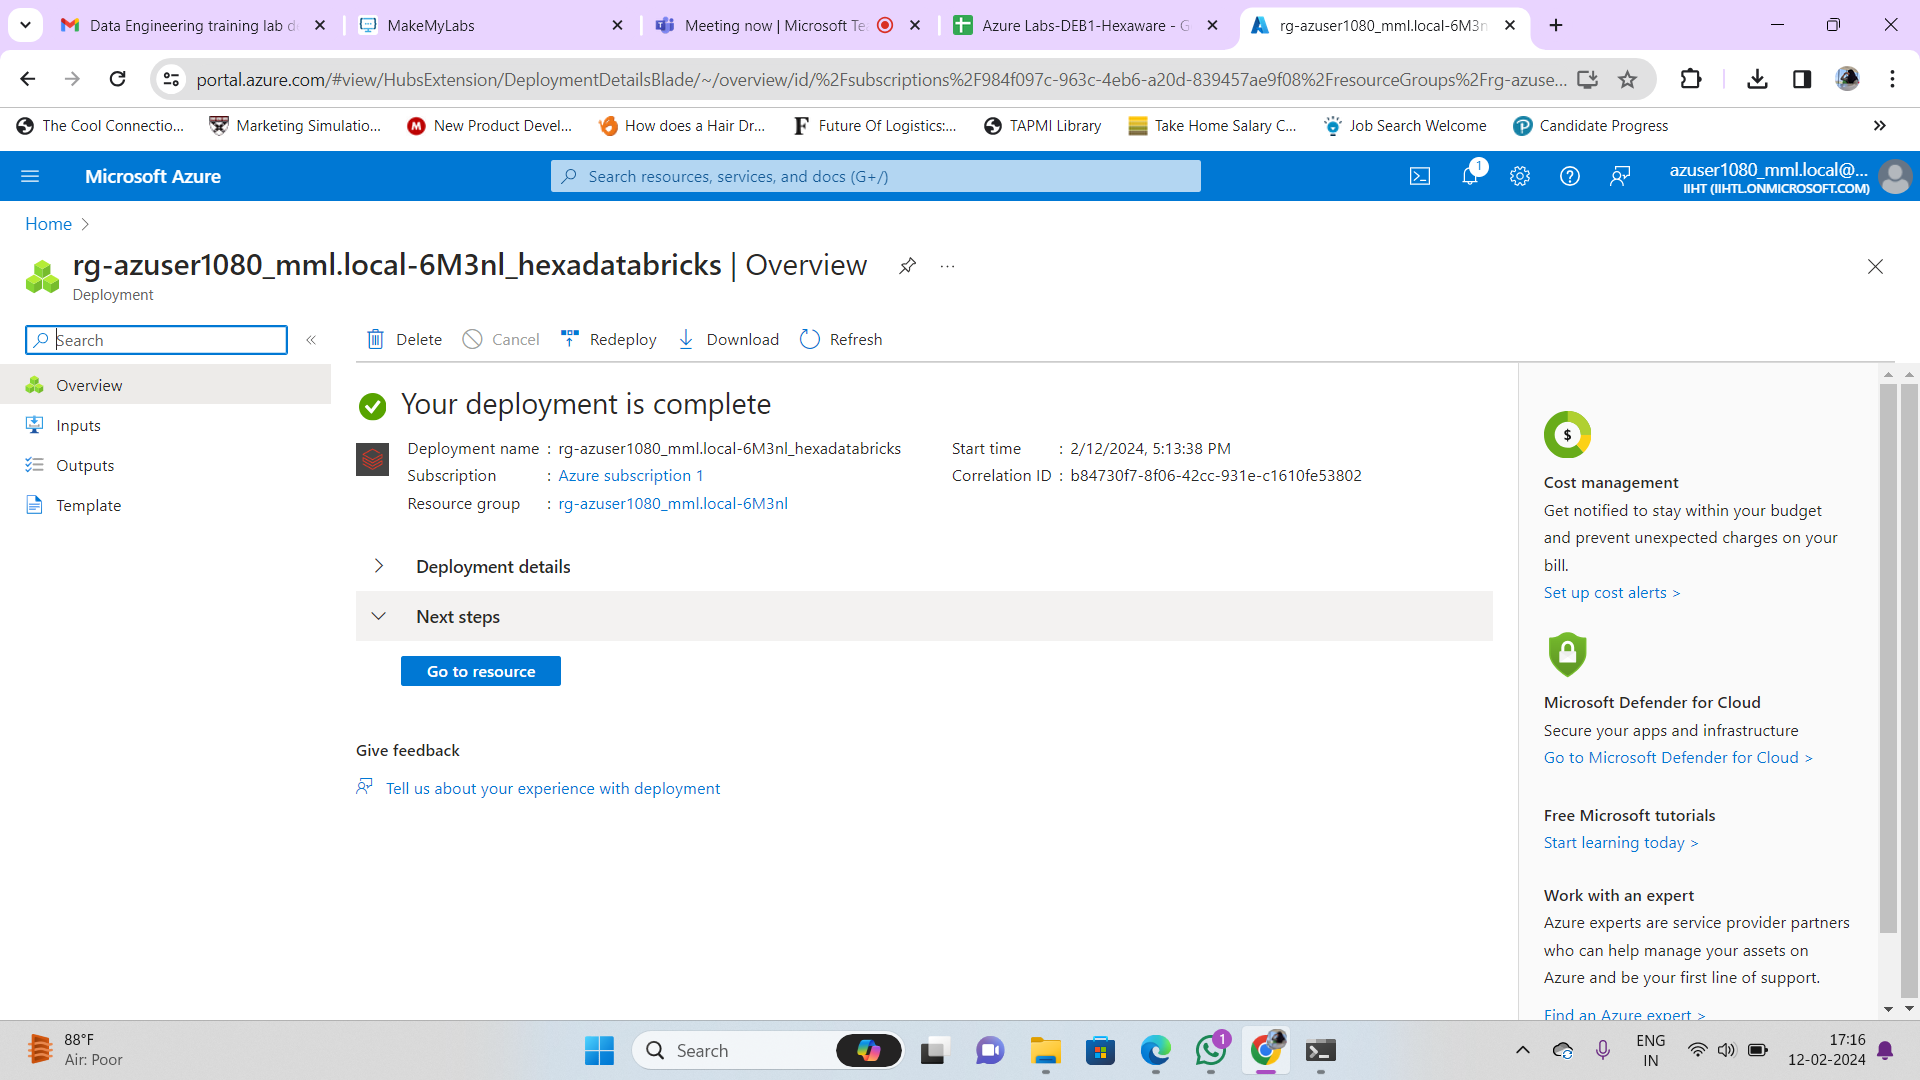 Data Engineering training lab d
MakeMyLabs
Meeting now | Microsoft Te
Azure Labs-DEB1-Hexaware - G
rg-azuser1080_mml.local-6M3n
portal.azure.com/#view/HubsExtension/DeploymentDetailsBlade/~/overview/id/%2Fsubscriptions%2F984f097c-963c-4eb6-a20d-839457ae9f08%2FresourceGroups%2Frg-azuse...
The Cool Connectio...
Marketing Simulatio...
New Product Devel...
How does a Hair Dr...
Future Of Logistics:...
TAPMI Library
Take Home Salary C...
Job Search Welcome
Candidate Progress
Microsoft Azure
Search resources, services, and docs (G+/)
1
azuser1080_mml.local@...
IIHT (IIHTL.ONMICROSOFT.COM)
Home
rg-azuser1080_mml.local-6M3nl_hexadatabricks | Overview
Deployment
Search
Delete
Cancel
Redeploy
Download
Refresh
Overview
Inputs
Outputs
Template
Your deployment is complete
Deployment name : rg-azuser1080_mml.local-6M3nl_hexadatabricks
Subscription : Azure subscription 1
Resource group : rg-azuser1080_mml.local-6M3nl
Start time : 2/12/2024, 5:13:38 PM
Correlation ID : b84730f7-8f06-42cc-931e-c1610fe53802
Deployment details
Next steps
Go to resource
Give feedback
Tell us about your experience with deployment
$
Cost management
Get notified to stay within your budget
and prevent unexpected charges on your
bill.
Set up cost alerts >
Microsoft Defender for Cloud
Secure your apps and infrastructure
Go to Microsoft Defender for Cloud >
Free Microsoft tutorials
Start learning today >
Work with an expert
Azure experts are service provider partners
who can help manage your assets on
Azure and be your first line of support.
Find an Azure expert >
88°F
Air: Poor
Search
1
ENG
IN
17:16
12-02-2024